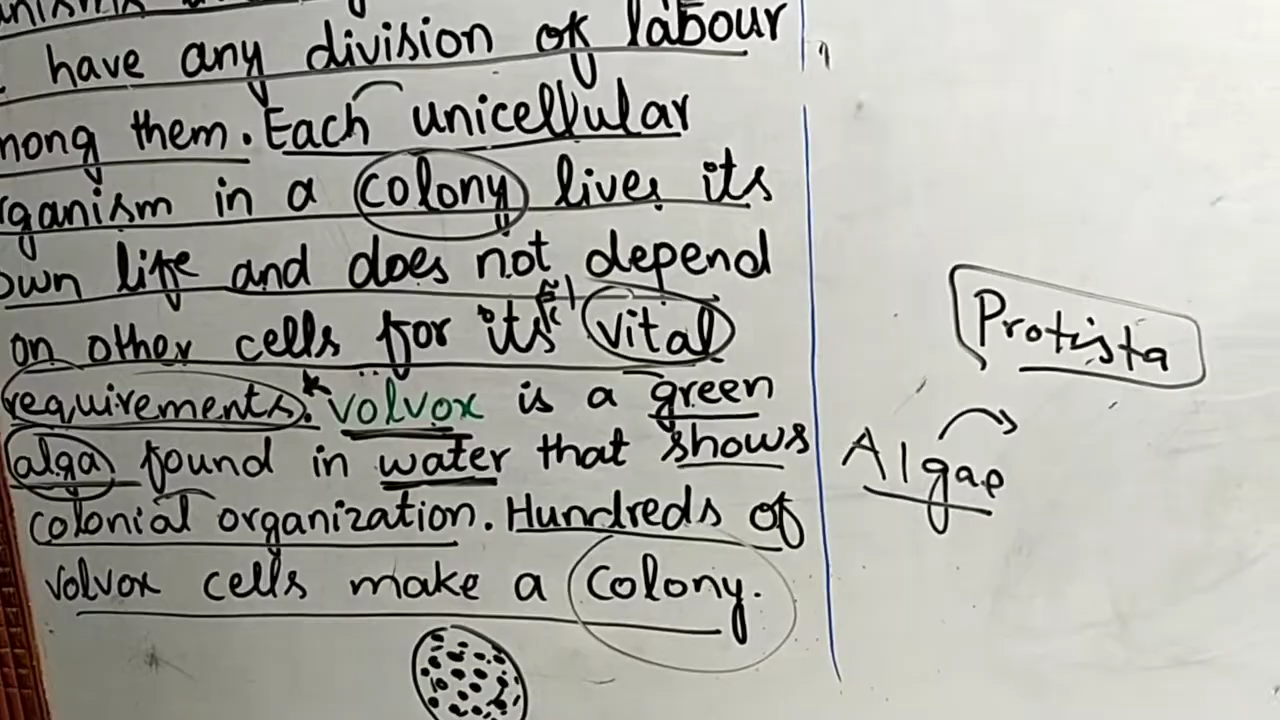 have any division of labour
mong them. Each unicellular
rganism in a colony lives its
own life and does not depend
on other cells for its vital
requirements. volvox is a green
alga found in water that shows
colonial organization. Hundreds of
volvox cells make a colony.
Protista
Algae